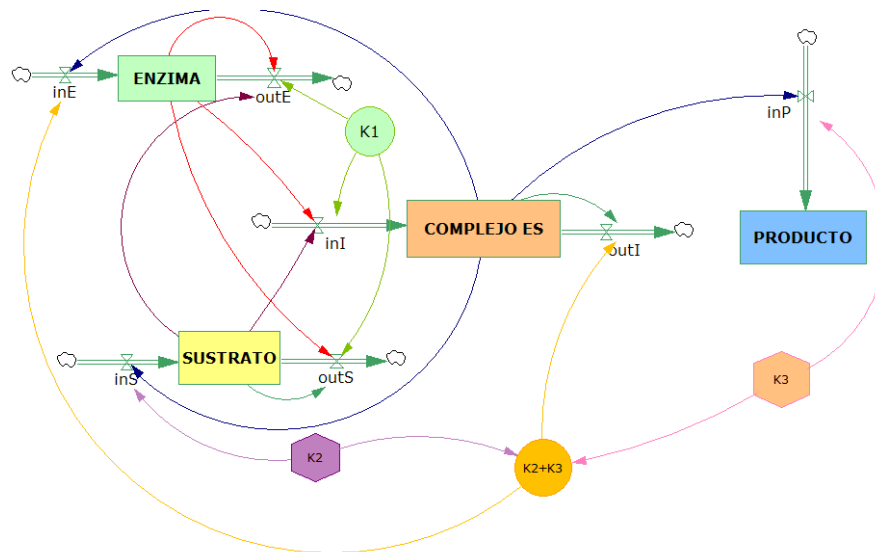 ENZIMA
inE
outE
K1
inP
COMPLEJO ES
inI
outI
PRODUCTO
SUSTRATO
inS
outS
K3
K2
K2+K3